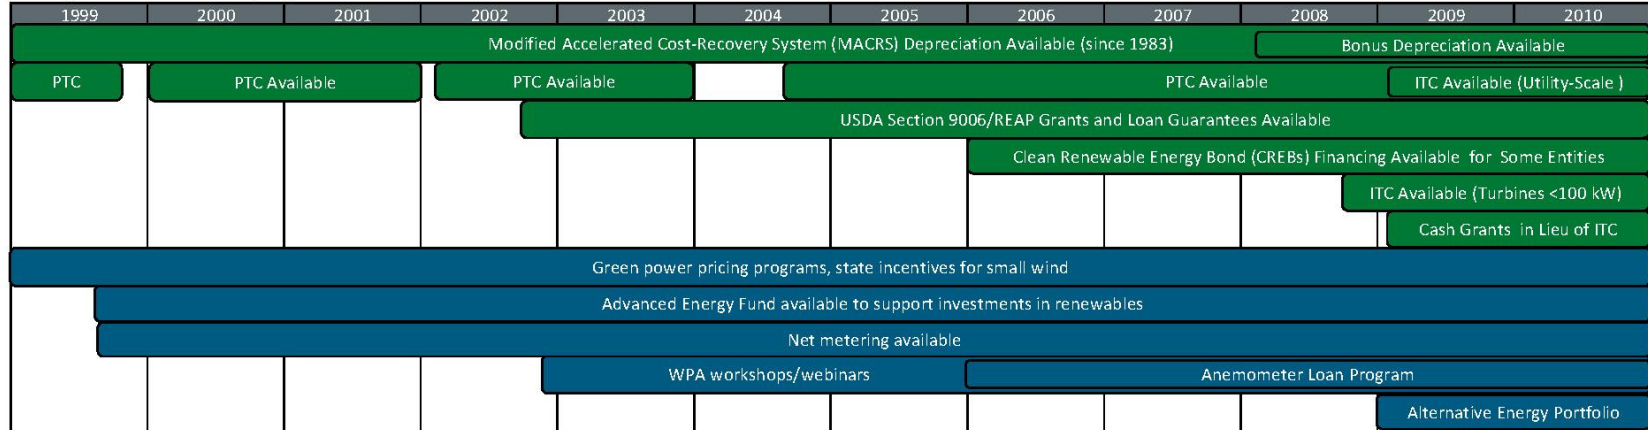 1999 2000 2001 2002 2003 2004 2005 2006 2007 2008 2009 2010
Modified Accelerated Cost-Recovery System (MACRS) Depreciation Available (since 1983) Bonus Depreciation Available
PTC PTC Available PTC Available PTC Available ITC Available (Utility-Scale )
USDA Section 9006/REAP Grants and Loan Guarantees Available
Clean Renewable Energy Bond (CREBs) Financing Available for Some Entities
ITC Available (Turbines <100 kW)
Cash Grants in Lieu of ITC
Green power pricing programs, state incentives for small wind
Advanced Energy Fund available to support investments in renewables
Net metering available
WPA workshops/webinars Anemometer Loan Program
Alternative Energy Portfolio